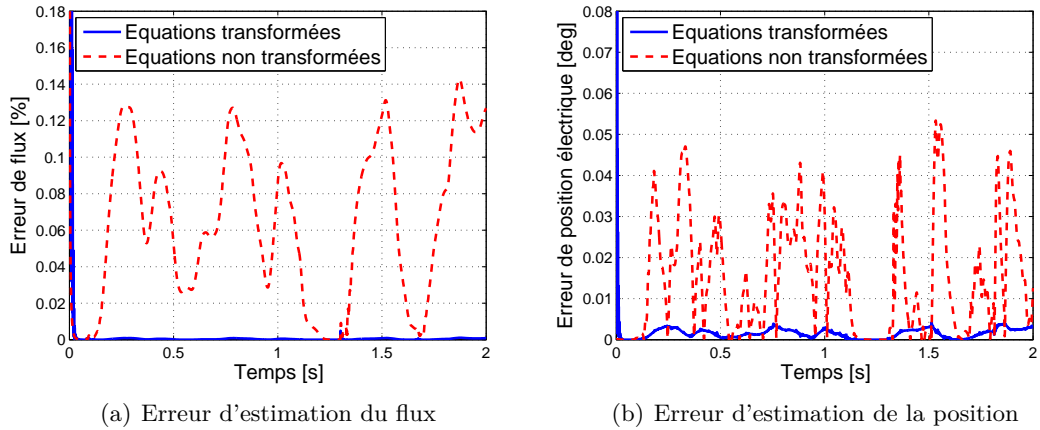 Equations transformées
Equations non transformées
Erreur de flux [%]
0.18
0.16
0.14
0.12
0.1
0.08
0.06
0.04
0.02
0
0 0.5 1 1.5 2
Temps [s]
(a) Erreur d'estimation du flux
Equations transformées
Equations non transformées
Erreur de position électrique [deg]
0.08
0.07
0.06
0.05
0.04
0.03
0.02
0.01
0
0 0.5 1 1.5 2
Temps [s]
(b) Erreur d'estimation de la position